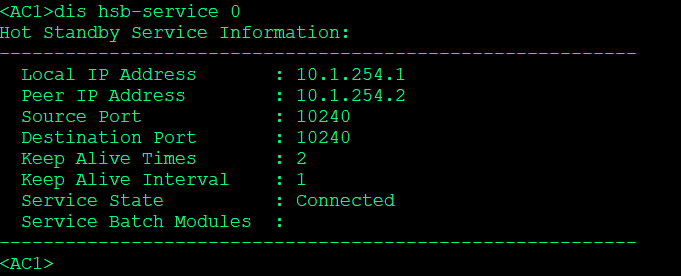 <AC1>dis hsb-service 0
Hot Standby Service Information:
----------------------------------------------------------
  Local IP Address       : 10.1.254.1
  Peer IP Address        : 10.1.254.2
  Source Port            : 10240
  Destination Port       : 10240
  Keep Alive Times       : 2
  Keep Alive Interval    : 1
  Service State          : Connected
  Service Batch Modules  :
----------------------------------------------------------
<AC1>